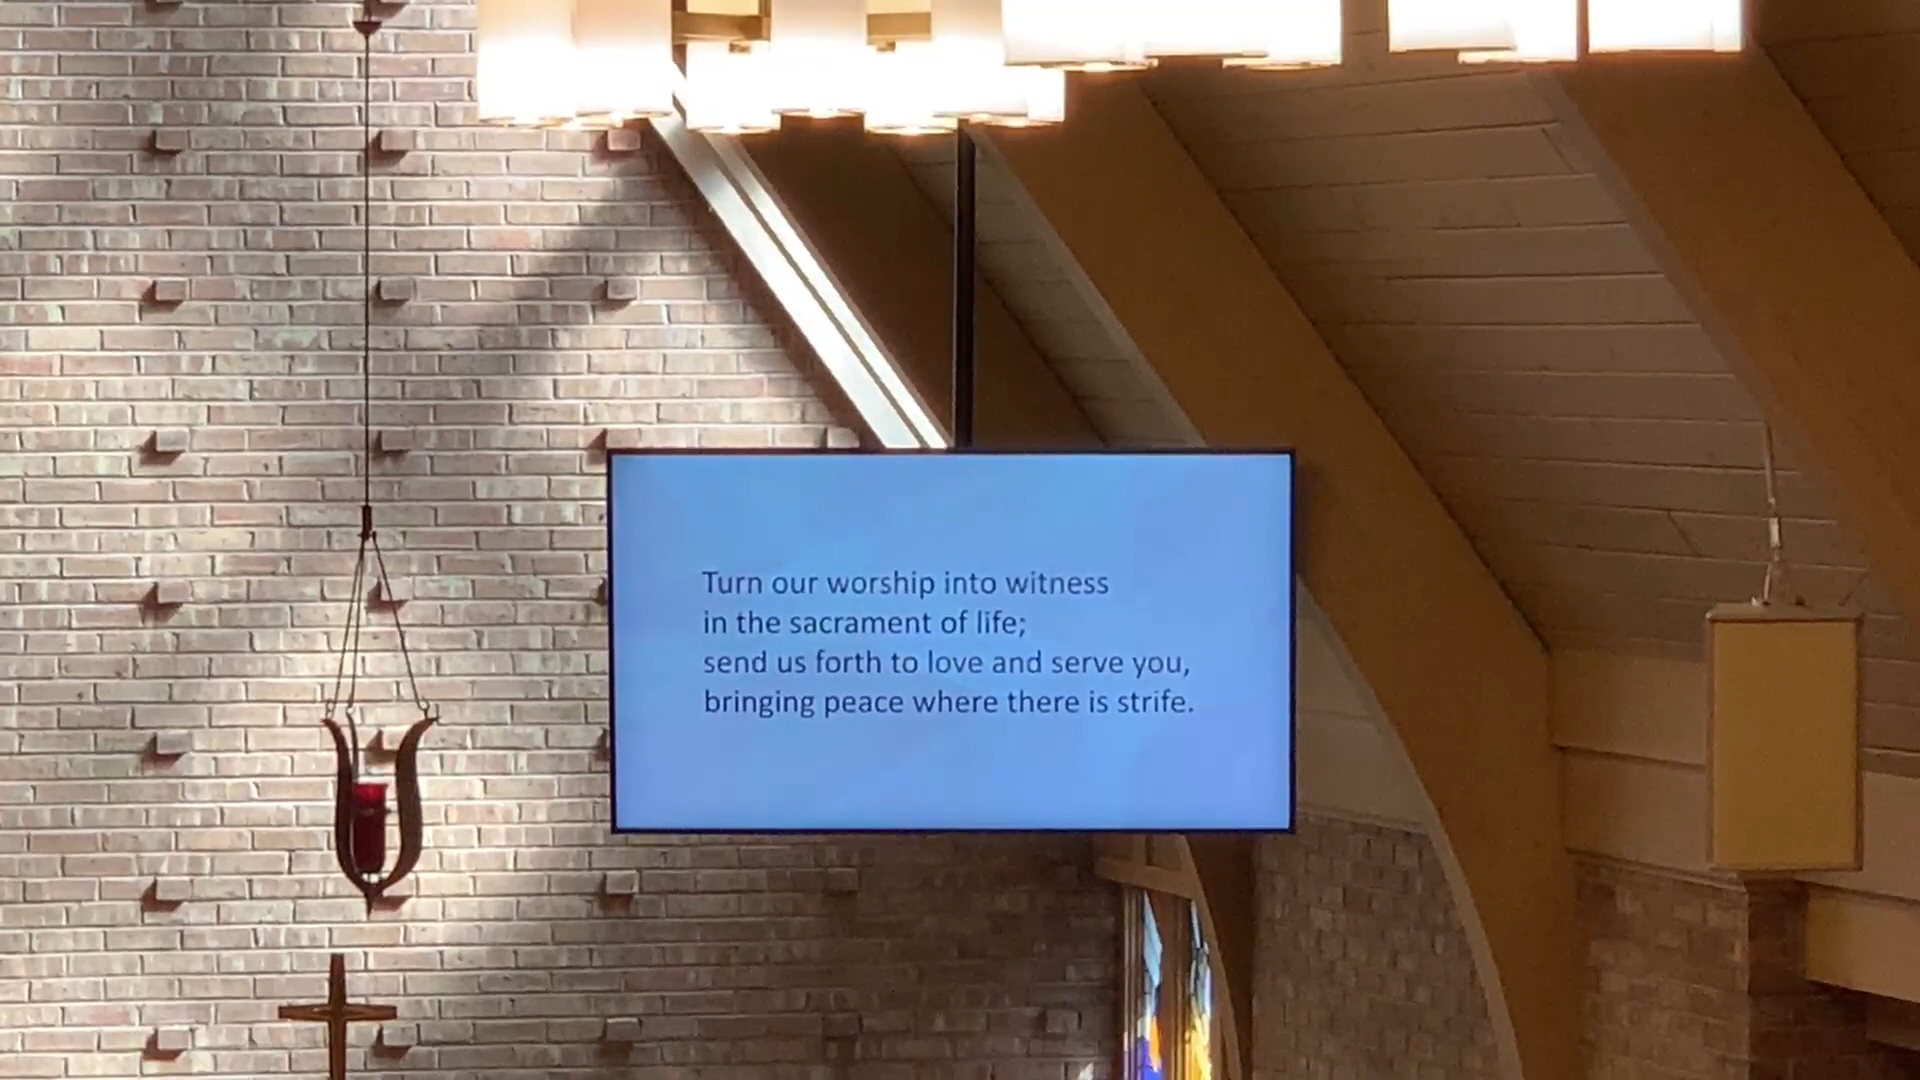 Turn our worship into witness
in the sacrament of life;
send us forth to love and serve you,
bringing peace where there is strife.